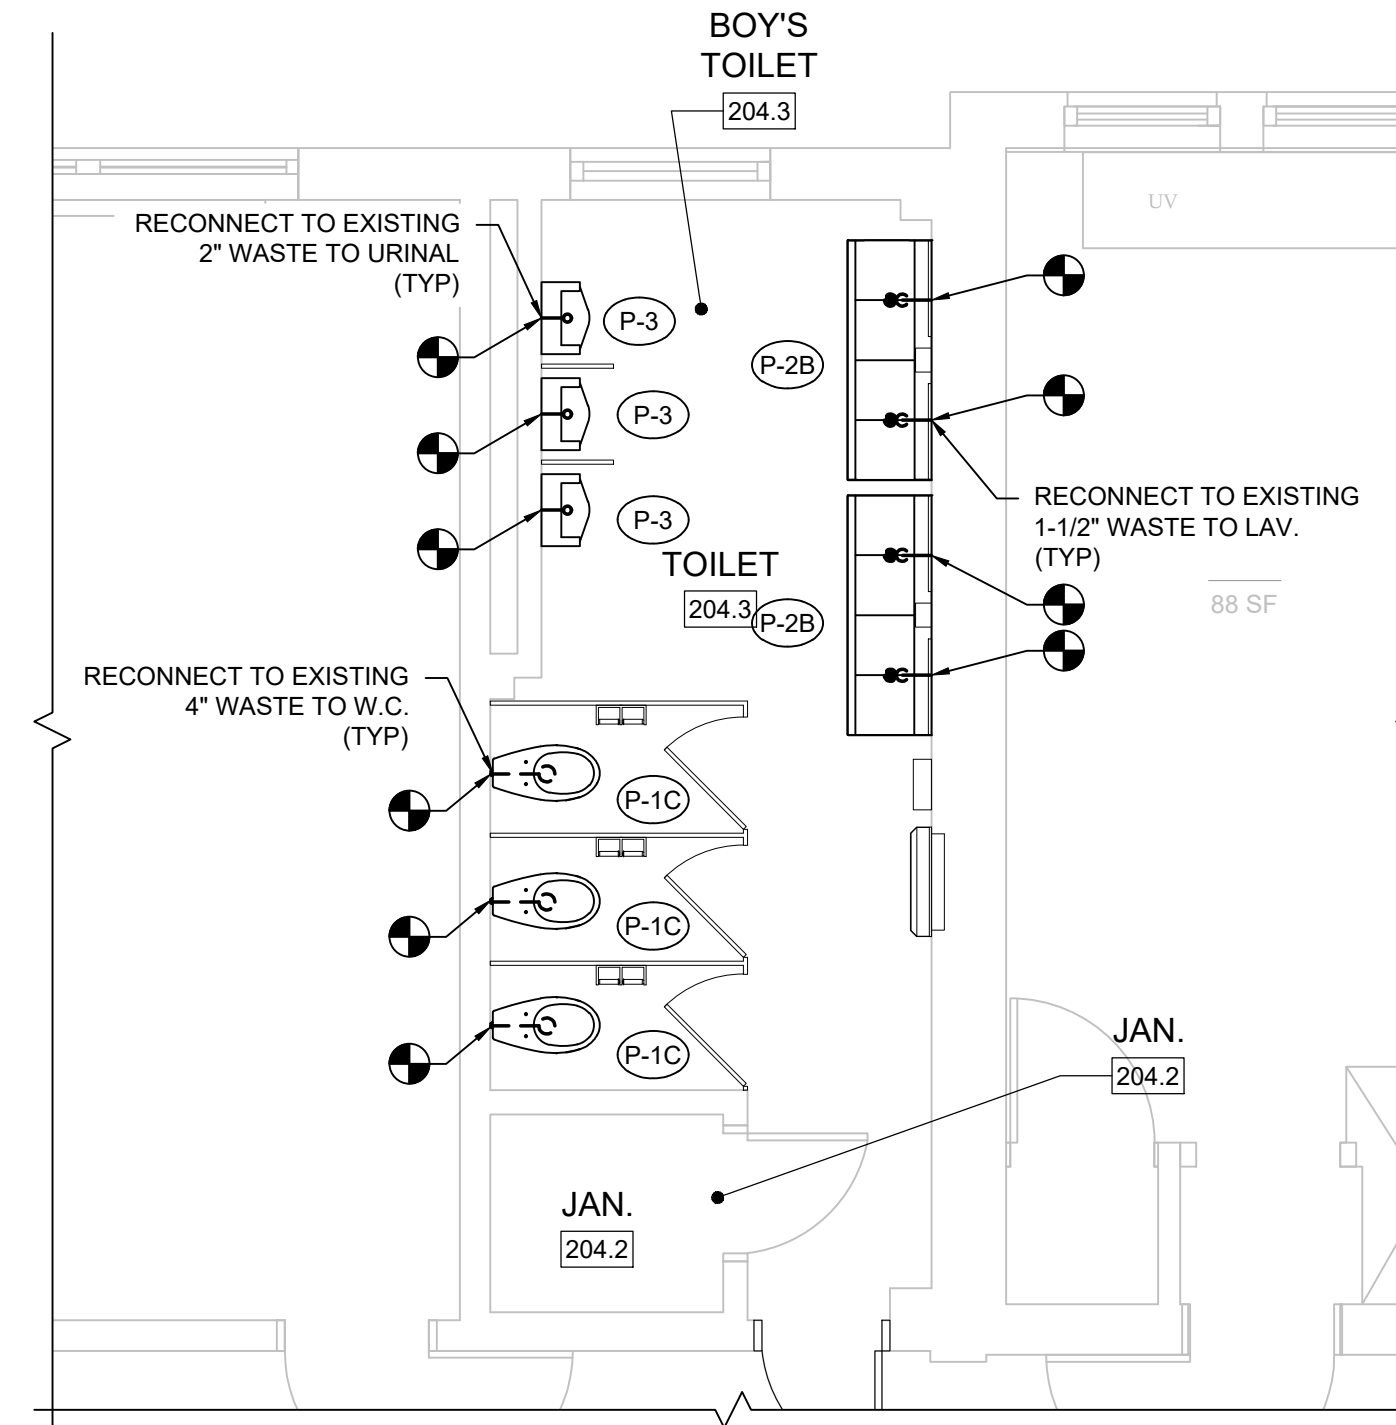 BOY'S
TOILET
204.3
UV
RECONNECT TO EXISTING
2" WASTE TO URINAL
(TYP)
P-3
P-2B
P-3
RECONNECT TO EXISTING
1-1/2" WASTE TO LAV.
(TYP)
P-3
TOILET
204.3
P-2B
88 SF
RECONNECT TO EXISTING
4" WASTE TO W.C.
(TYP)
P-1C
P-1C
P-1C
JAN.
204.2
JAN.
204.2